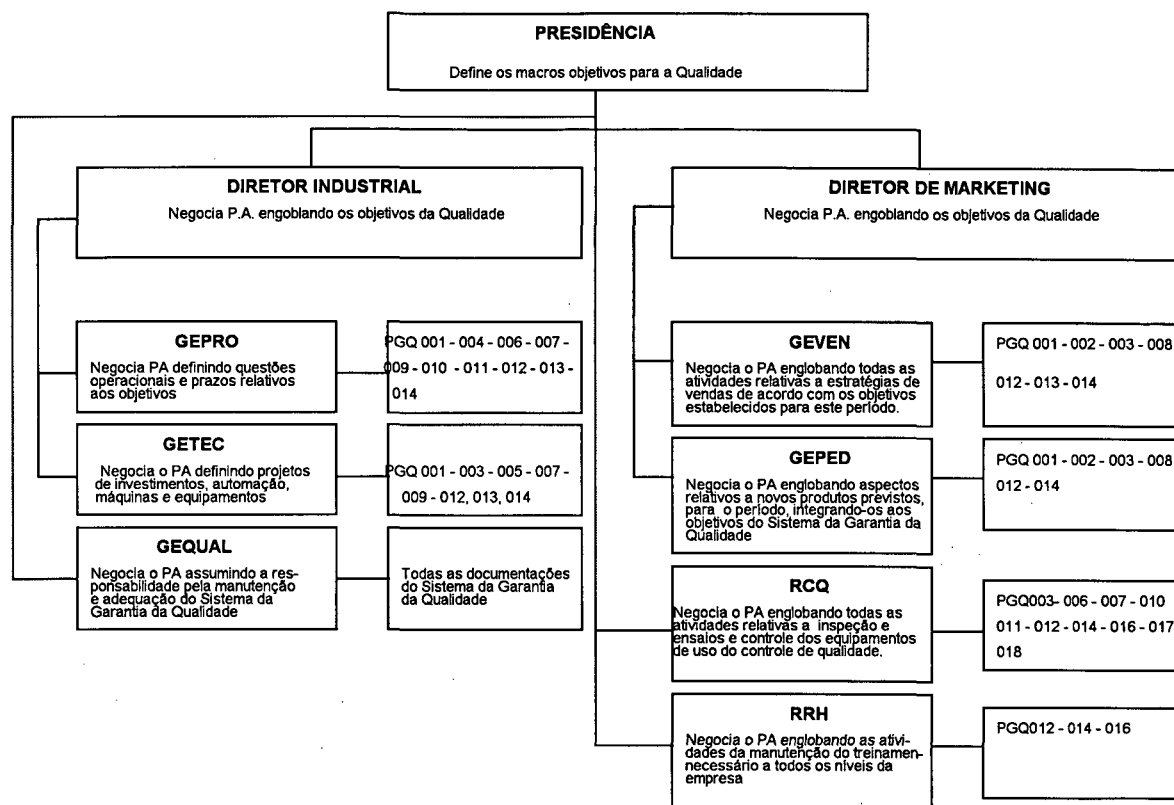 PRESIDÊNCIA
Define os macros objetivos para a Qualidade
DIRETOR INDUSTRIAL
Negocia P.A. engoblando os objetivos da Qualidade
DIRETOR DE MARKETING
Negocia P.A. engoblando os objetivos da Qualidade
GEPRO
Negocia PA definindo questões
operacionais e prazos relativos
aos objetivos
PGQ 001 - 004 - 006 - 007 -
009 - 010 - 011 - 012 - 013 -
014
GETEC
Negocia o PA definindo projetos
de investimentos, automação,
máquinas e equipamentos
PGQ 001 - 003 - 005 - 007 -
009 - 012, 013, 014
GEQUAL
Negocia o PA assumindo a res-
ponsabilidade pela manutenção
e adequação do Sistema da
Garantia da Qualidade
Todas as documentações
do Sistema da Garantia
da Qualidade
GEVEN
Negocia o PA englobando todas as
atividades relativas a estratégias de
vendas de acordo com os objetivos
estabelecidos para este período.
PGQ 001 - 002 - 003 - 008
012 - 013 - 014
GEPED
Negocia o PA englobando aspectos
relativos a novos produtos previstos,
para o período, integrando-os aos
objetivos do Sistema da Garantia da
Qualidade
PGQ 001 - 002 - 003 - 008
012 - 014
RCQ
Negocia o PA englobando todas as
atividades relativas a inspeção e
ensaios e controle dos equipamentos
de uso do controle de qualidade.
PGQ003- 006 - 007 - 010
011 - 012 - 014 - 016 - 017
018
RRH
Negocia o PA englobando as ativi-
dades da manutenção do treinamen-
necessário a todos os níveis da
empresa
PGQ012 - 014 - 016